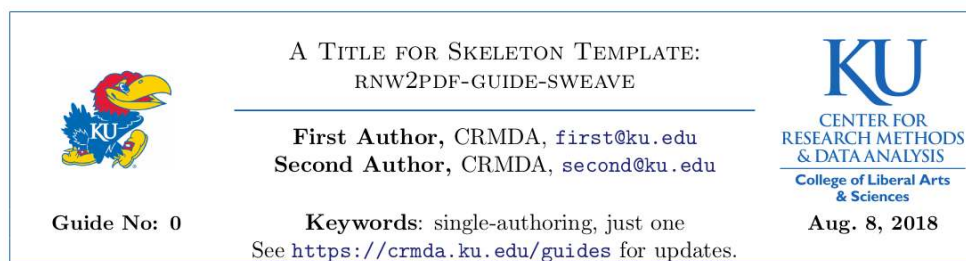 A Title for Skeleton Template:
rnw2pdf-guide-sweave
First Author, CRMDA, first@ku.edu
Second Author, CRMDA, second@ku.edu
KU
Guide No: 0
Keywords: single-authoring, just one
See https://crmda.ku.edu/guides for updates.
KU
CENTER FOR
RESEARCH METHODS
& DATA ANALYSIS
College of Liberal Arts
& Sciences
Aug. 8, 2018